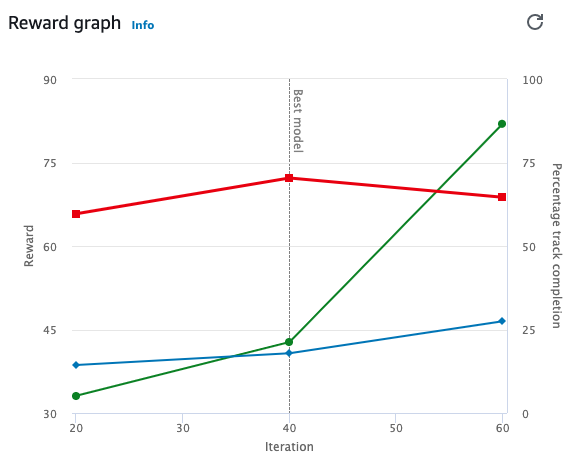 Reward graph Info
90
75
60
45
30
Reward
Best model
100
75
50
25
0
Percentage track completion
20 30 40 50 60
Iteration